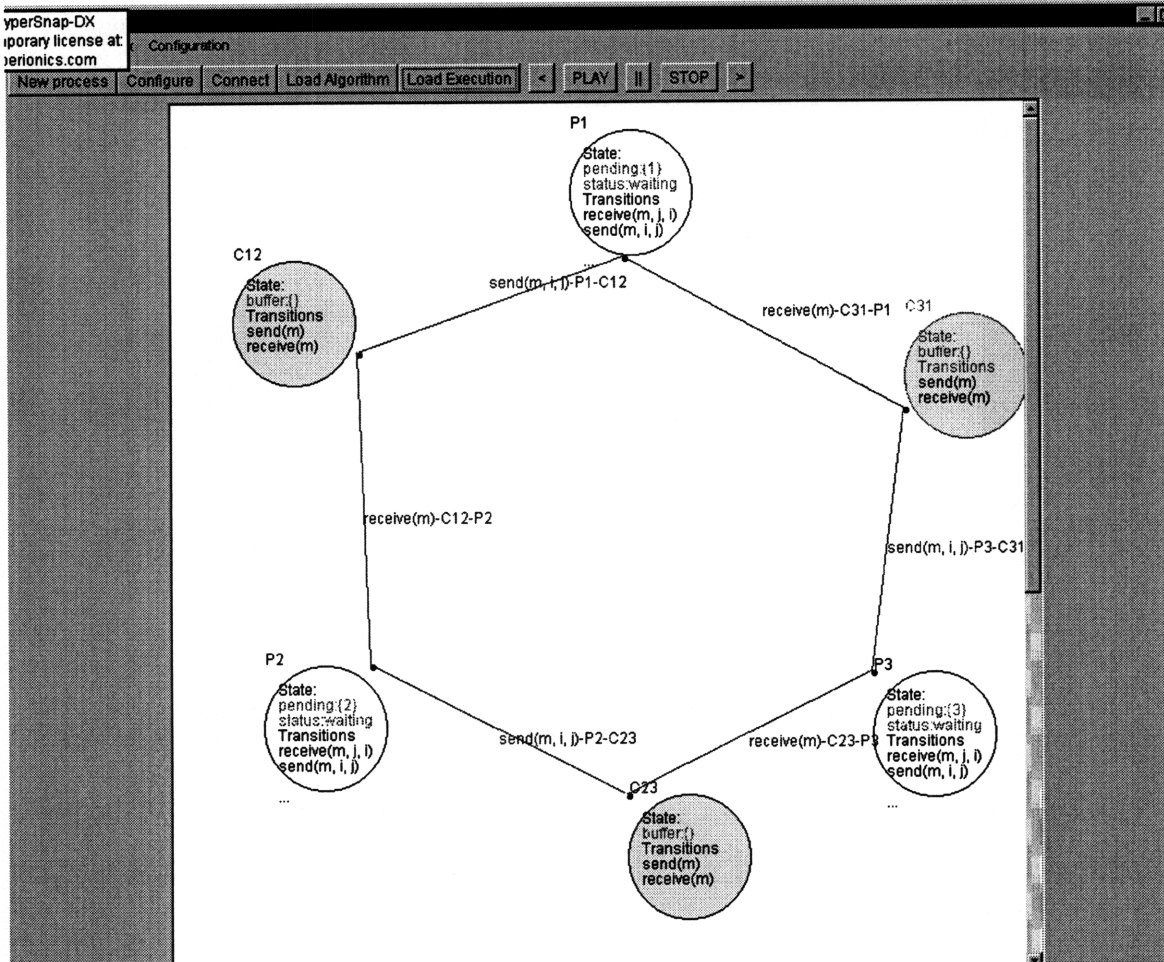 yperSnap-DX
porary license at:
perionics.com
Configuration
New process Configure Connect Load Algorithm Load Execution < PLAY || STOP >
P1
State:
pending:{1}
status:waiting
Transitions
receive(m, j, i)
send(m, i, j)
...
C12
State:
buffer:{}
Transitions
send(m)
receive(m)
send(m, i, j)-P1-C12
receive(m)-C31-P1
C31
State:
buffer:{}
Transitions
send(m)
receive(m)
receive(m)-C12-P2
send(m, i, j)-P3-C31
P2
State:
pending:{2}
status:waiting
Transitions
receive(m, j, i)
send(m, i, j)
...
P3
State:
pending:{3}
status:waiting
Transitions
receive(m, j, i)
send(m, i, j)
...
send(m, i, j)-P2-C23
receive(m)-C23-P3
C23
State:
buffer:{}
Transitions
send(m)
receive(m)